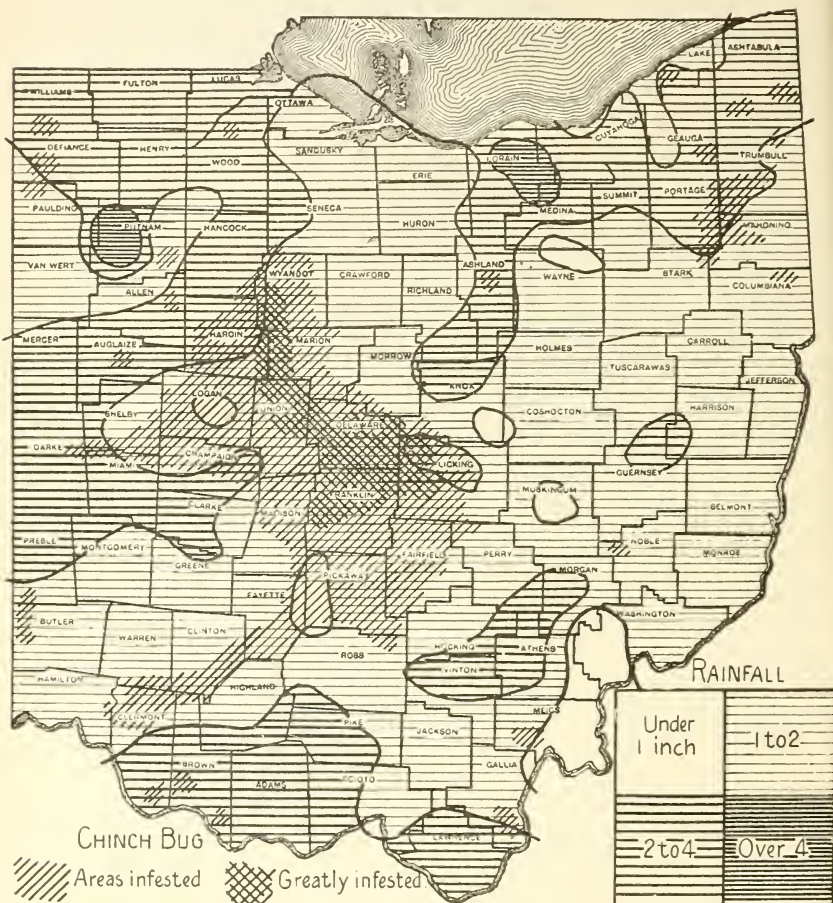 LAKE
ASHTABULA
WILLIAMS
FULTON
LUCAS
OTTAWA
CUYAHOGA
GEAUGA
DEFIANCE
HENRY
WOOD
SANDUSKY
ERIE
LORAIN
TRUMBULL
PAULDING
PUTNAM
HANCOCK
SENECA
HURON
MEDINA
SUMMIT
PORTAGE
MAHONING
VAN WERT
ALLEN
WYANDOT
CRAWFORD
RICHLAND
ASHLAND
WAYNE
STARK
COLUMBIANA
MERCER
AUGLAIZE
HARDIN
MARION
MORROW
HOLMES
CARROLL
TUSCARAWAS
JEFFERSON
KNOX
LOGAN
SHELBY
UNION
DELAWARE
COSHOCTON
HARRISON
DARKE
MIAMI
CHAMPAIGN
LICKING
GUERNSEY
FRANKLIN
MUSKINGUM
BELMONT
CLARKE
MADISON
PREBLE
MONTGOMERY
GREENE
FAYETTE
PICKAWAY
FAIRFIELD
PERRY
NOBLE
MONROE
MORGAN
BUTLER
WARREN
CLINTON
ROSS
HOCKING
ATHENS
WASHINGTON
HAMILTON
CLERMONT
HIGHLAND
VINTON
MEIGS
PIKE
JACKSON
GALLIA
BROWN
ADAMS
SCIOTO
LAWRENCE
RAINFALL
Under
1 inch
1 to 2
2 to 4
Over 4
CHINCH BUG
Areas infested
Greatly infested